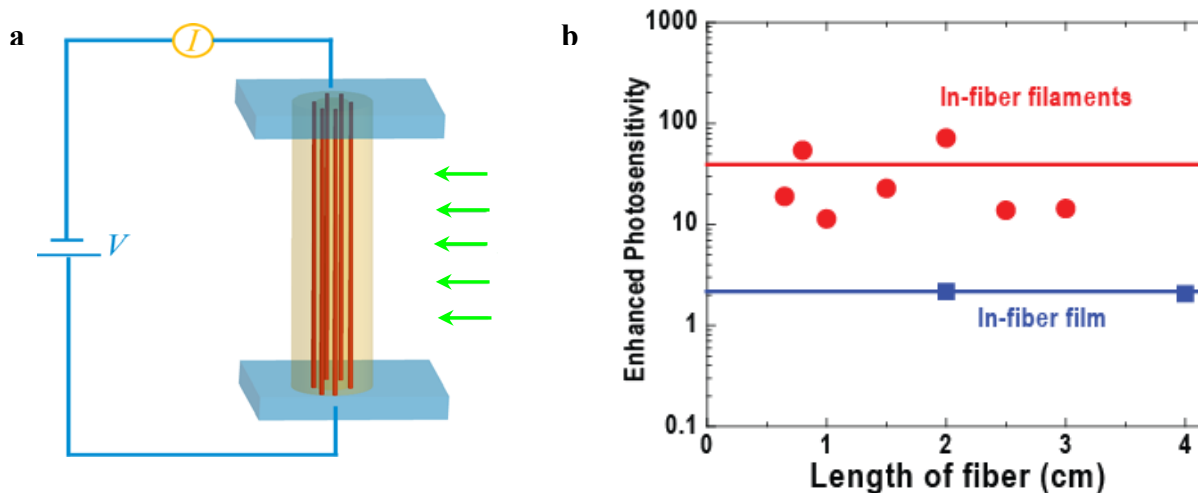 a
I
V
b
Enhanced Photosensitivity
1000
100
10
1
0.1
In-fiber filaments
In-fiber film
0
1
2
3
4
Length of fiber (cm)